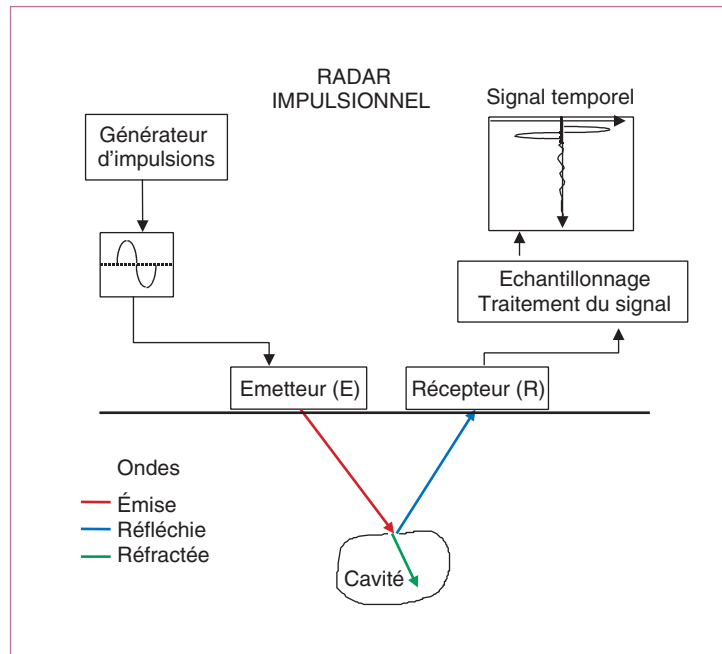 RADAR
IMPULSIONNEL
Signal temporel
Générateur
d'impulsions
Echantillonnage
Traitement du signal
Emetteur (E)
Récepteur (R)
Ondes
Émise
Réfléchie
Réfractée
Cavité